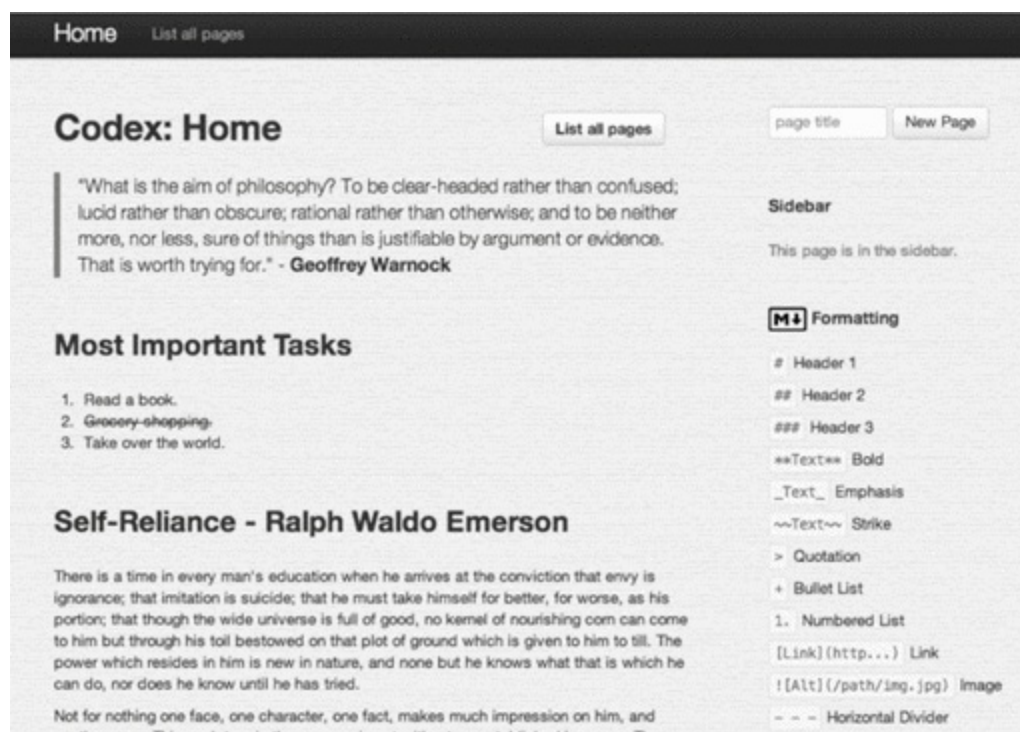 Home List all pages
Codex: Home
List all pages
"What is the aim of philosophy? To be clear-headed rather than confused;
lucid rather than obscure; rational rather than otherwise; and to be neither
more, nor less, sure of things than is justifiable by argument or evidence.
That is worth trying for." - Geoffrey Warnock
Most Important Tasks
1. Read a book.
2. Grocery shopping.
3. Take over the world.
Self-Reliance - Ralph Waldo Emerson
There is a time in every man's education when he arrives at the conviction that envy is
ignorance; that imitation is suicide; that he must take himself for better, for worse, as his
portion; that though the wide universe is full of good, no kernel of nourishing corn can come
to him but through his toil bestowed on that plot of ground which is given to him to till. The
power which resides in him is new in nature, and none but he knows what that is which he
can do, nor does he know until he has tried.
Not for nothing one face, one character, one fact, makes much impression on him, and
page title New Page
Sidebar
This page is in the sidebar.
M↓ Formatting
# Header 1
## Header 2
### Header 3
**Text** Bold
_Text_ Emphasis
~~Text~~ Strike
> Quotation
+ Bullet List
1. Numbered List
[Link](http...) Link
![Alt](/path/img.jpg) Image
- - - Horizontal Divider